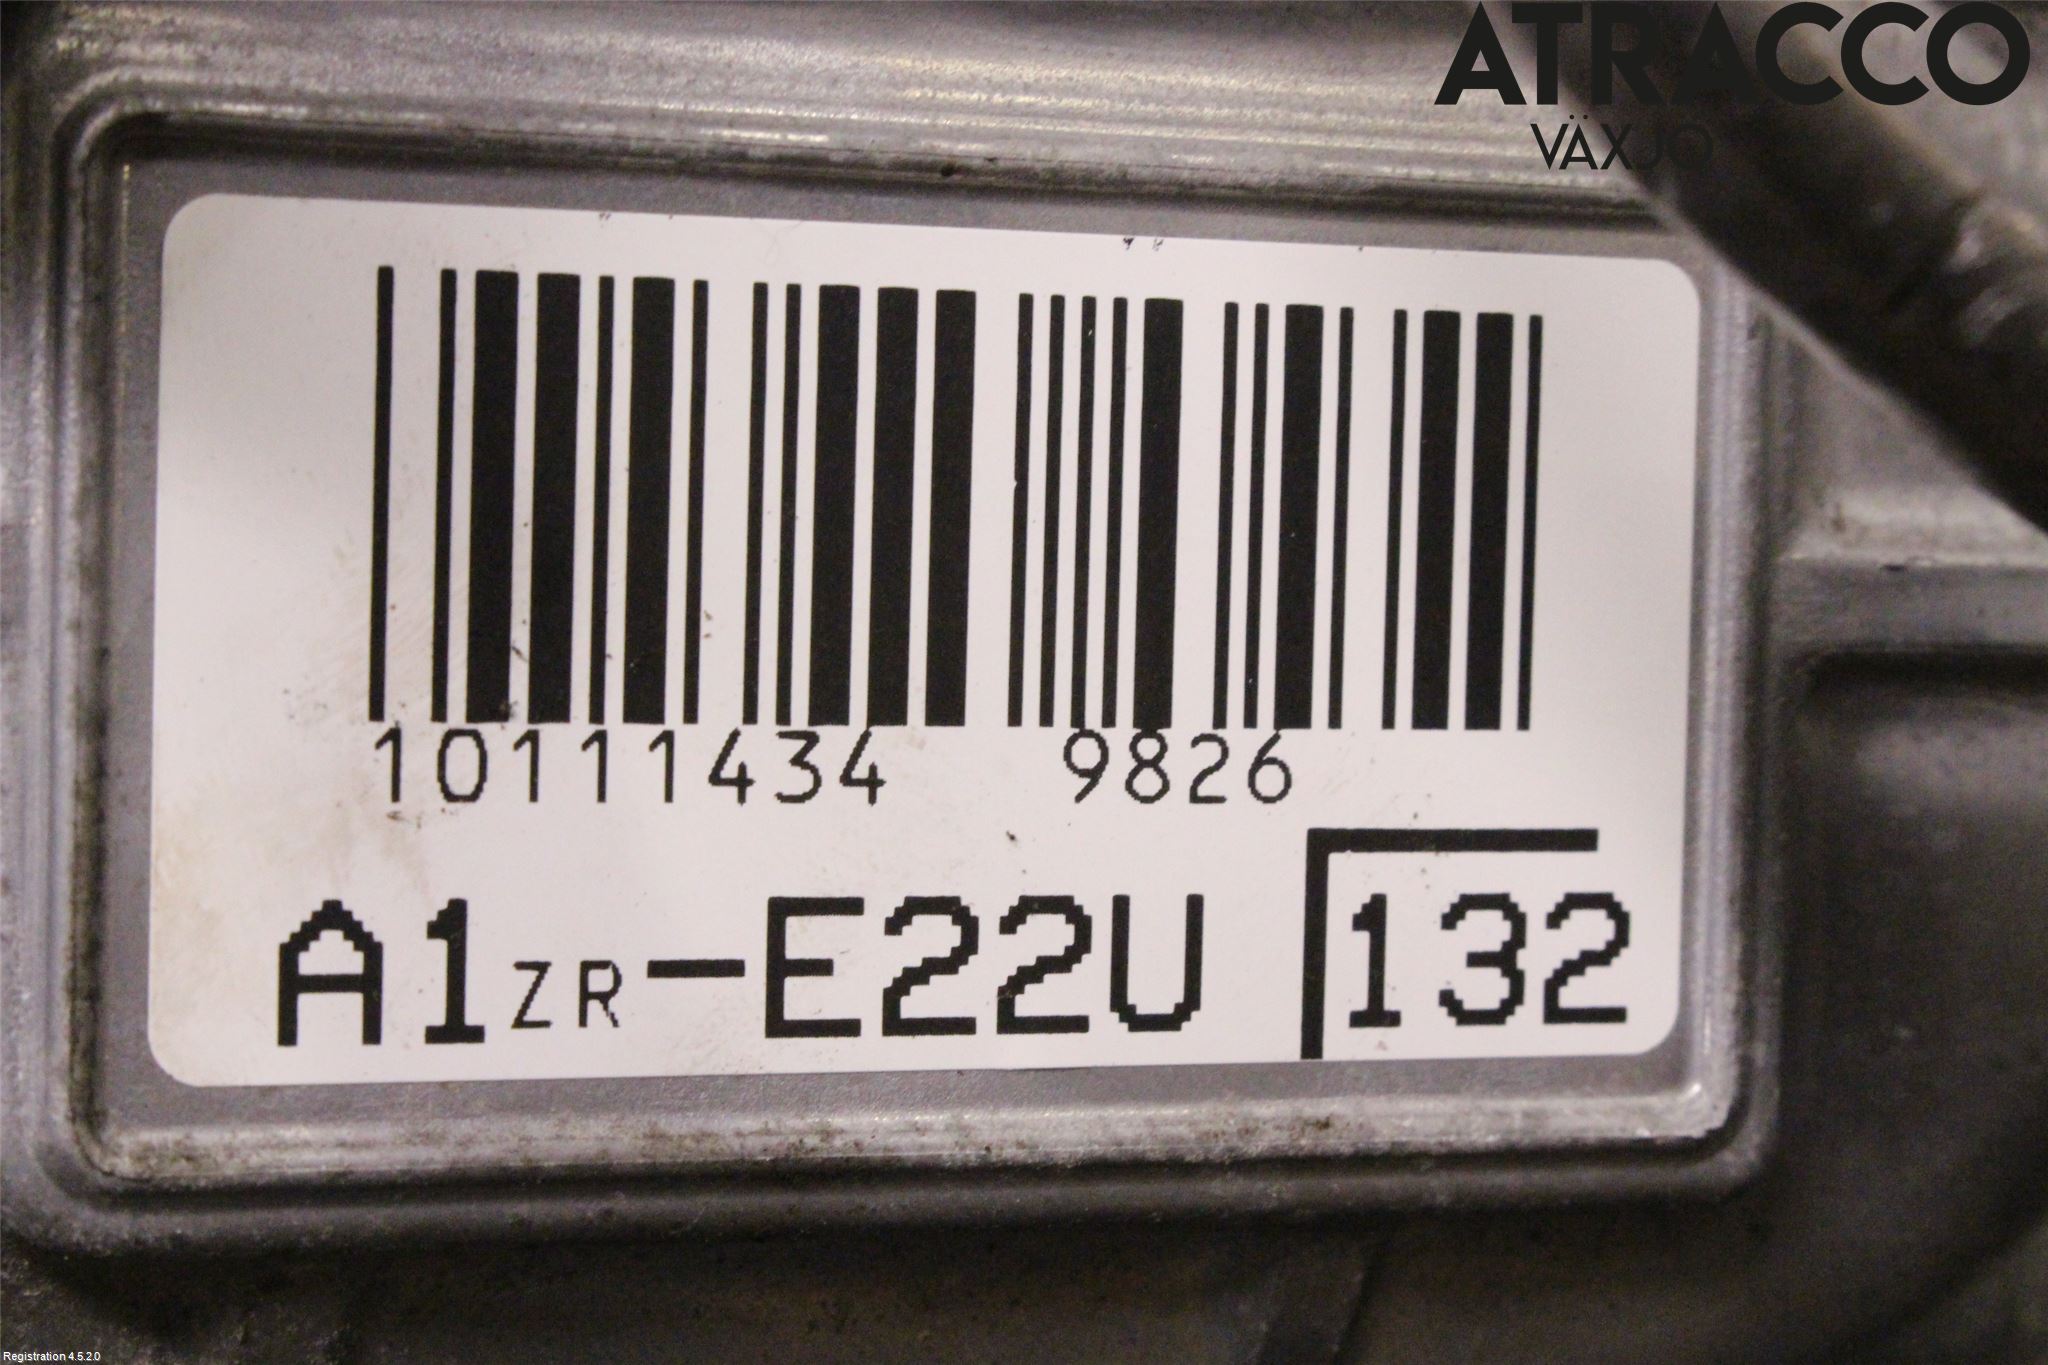 ATRACCO
VÄXJÖ
10111434 9826
A1ZR-E22U 132
Registration 4.5.2.0